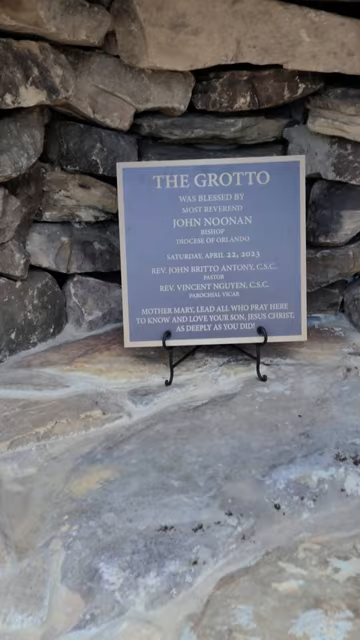 THE GROTTO
WAS BLESSED BY
MOST REVEREND
JOHN NOONAN
BISHOP
DIOCESE OF ORLANDO
SATURDAY, APRIL 22, 2023
REV. JOHN BRITTO ANTONY, C.S.C.
PASTOR
REV. VINCENT NGUYEN, C.S.C.
PAROCHIAL VICAR
MOTHER MARY, LEAD ALL WHO PRAY HERE
TO KNOW AND LOVE YOUR SON, JESUS CHRIST,
AS DEEPLY AS YOU DID!